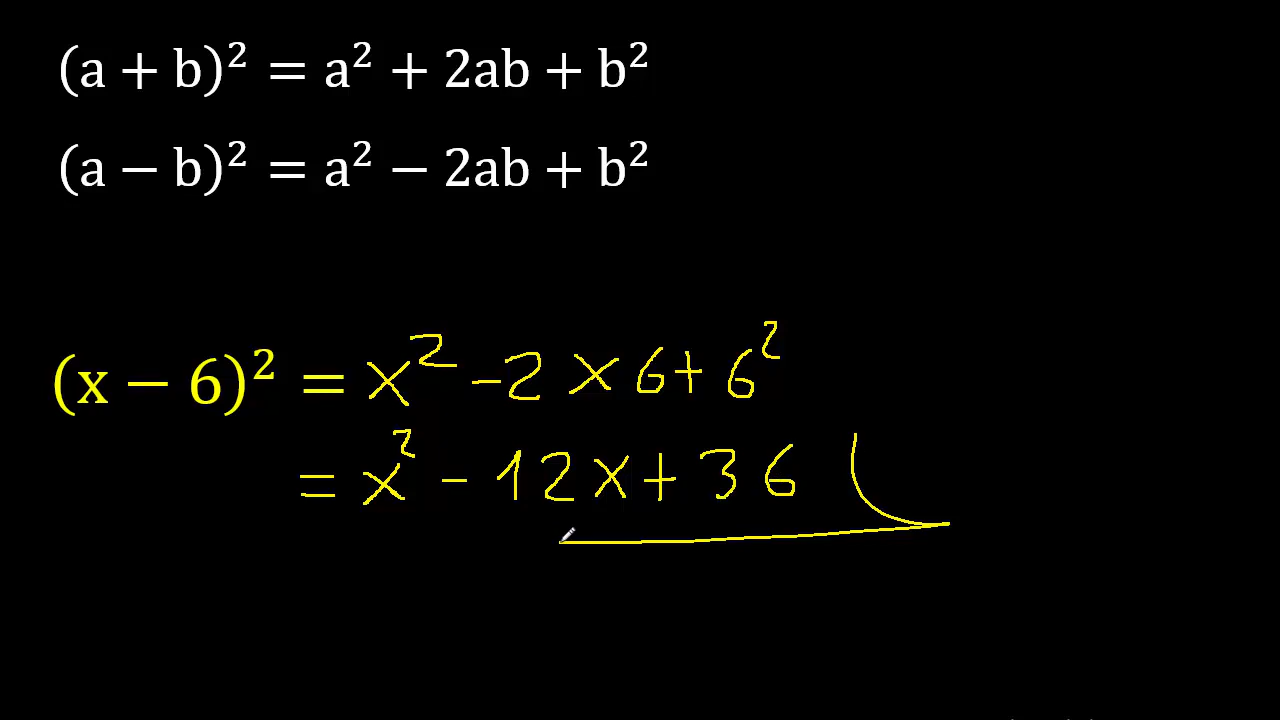 (a + b)² = a² + 2ab + b²
(a − b)² = a² − 2ab + b²
(x − 6)² = x² - 2 x 6 + 6²
= x² - 12x + 36